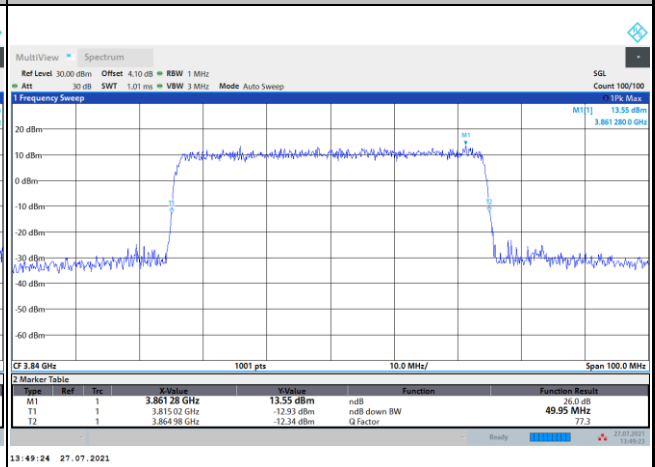 MultiView Spectrum
Ref Level 30.00 dBm Offset 4.10 dB RBW 1 MHz SGL
Att 30 dB SWT 1.01 ms VBW 3 MHz Mode Auto Sweep Count 100/100
1 Frequency Sweep 1Pk Max
M1[1] 13.55 dBm
3.861 280 0 GHz
20 dBm
M1
10 dBm
0 dBm
T1 T2
-10 dBm
-20 dBm
-30 dBm
-40 dBm
-50 dBm
-60 dBm
CF 3.84 GHz 1001 pts 10.0 MHz/ Span 100.0 MHz
2 Marker Table
Type Ref Trc X-Value Y-Value Function Function Result
M1 1 3.861 28 GHz 13.55 dBm ndB 26.0 dB
T1 1 3.815 02 GHz -12.93 dBm ndB down BW 49.95 MHz
T2 1 3.864 98 GHz -12.34 dBm Q Factor 77.3
Ready 27.07.2021
13:49:23
13:49:24 27.07.2021